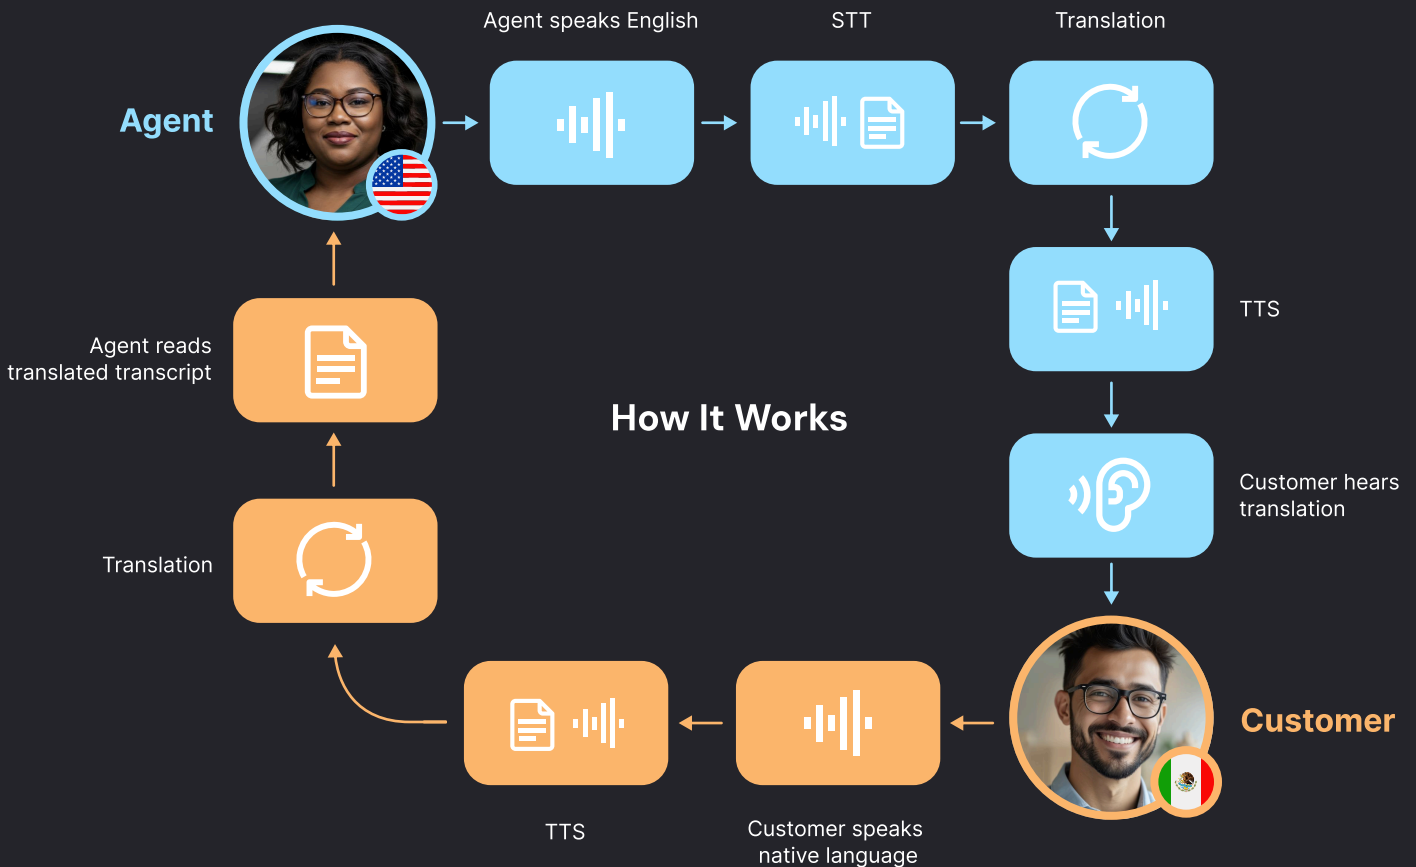 Agent speaks English
STT
Translation
Agent
TTS
Agent reads
translated transcript
How It Works
Customer hears
translation
Translation
Customer
TTS
Customer speaks
native language